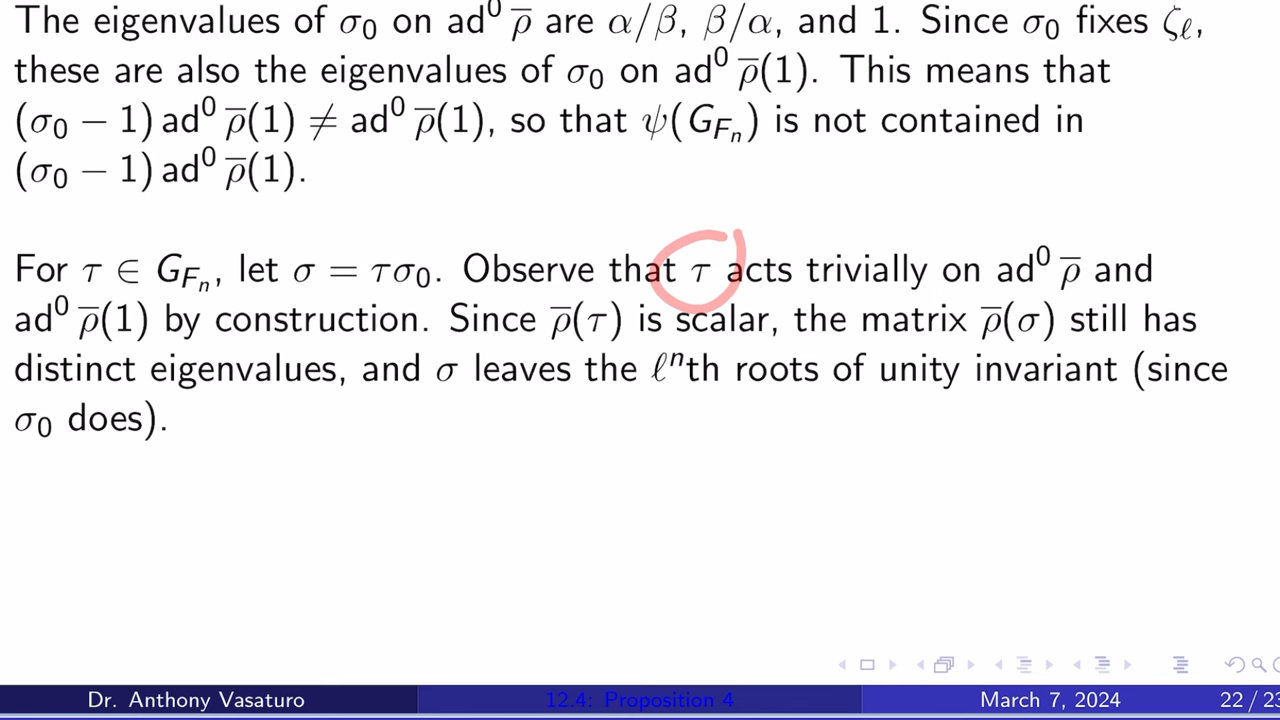 The eigenvalues of σ₀ on ad⁰ ρ̅ are α/β, β/α, and 1. Since σ₀ fixes ζ_ℓ,
these are also the eigenvalues of σ₀ on ad⁰ ρ̅(1). This means that
(σ₀ − 1) ad⁰ ρ̅(1) ≠ ad⁰ ρ̅(1), so that ψ(G_{F_n}) is not contained in
(σ₀ − 1) ad⁰ ρ̅(1).
For τ ∈ G_{F_n}, let σ = τσ₀. Observe that τ acts trivially on ad⁰ ρ̅ and
ad⁰ ρ̅(1) by construction. Since ρ̅(τ) is scalar, the matrix ρ̅(σ) still has
distinct eigenvalues, and σ leaves the ℓⁿth roots of unity invariant (since
σ₀ does).
Dr. Anthony Vasaturo 12.4: Proposition 4 March 7, 2024 22 / 23